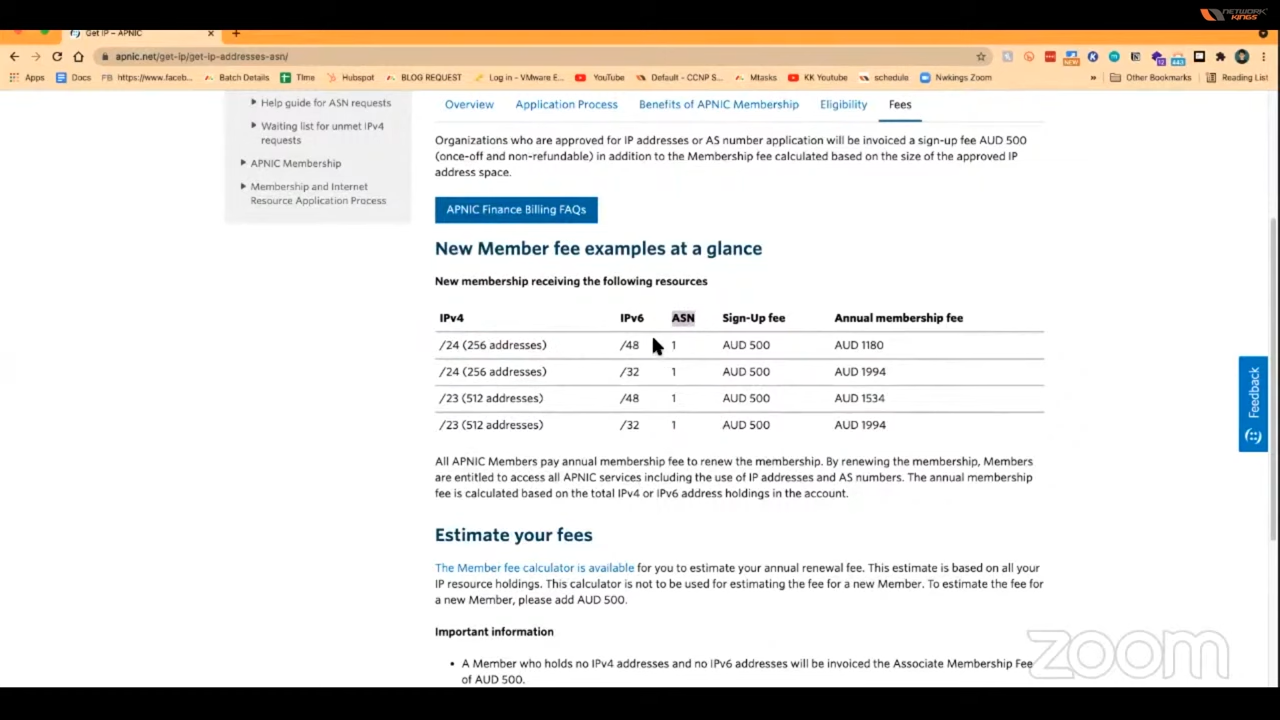 NETWORK
KINGS
Get IP – APNIC
apnic.net/get-ip/get-ip-addresses-asn/
Apps Docs https://www.faceb... Batch Details TIme Hubspot BLOG REQUEST Log in - VMware E... YouTube Default - CCNP S... Mtasks KK Youtube schedule Nwkings Zoom » Other Bookmarks Reading List
Help guide for ASN requests
Waiting list for unmet IPv4
requests
APNIC Membership
Membership and Internet
Resource Application Process
Overview Application Process Benefits of APNIC Membership Eligibility Fees
Organizations who are approved for IP addresses or AS number application will be invoiced a sign-up fee AUD 500
(once-off and non-refundable) in addition to the Membership fee calculated based on the size of the approved IP
address space.
APNIC Finance Billing FAQs
New Member fee examples at a glance
New membership receiving the following resources
IPv4 IPv6 ASN Sign-Up fee Annual membership fee
/24 (256 addresses) /48 1 AUD 500 AUD 1180
/24 (256 addresses) /32 1 AUD 500 AUD 1994
/23 (512 addresses) /48 1 AUD 500 AUD 1534
/23 (512 addresses) /32 1 AUD 500 AUD 1994
All APNIC Members pay annual membership fee to renew the membership. By renewing the membership, Members
are entitled to access all APNIC services including the use of IP addresses and AS numbers. The annual membership
fee is calculated based on the total IPv4 or IPv6 address holdings in the account.
Estimate your fees
The Member fee calculator is available for you to estimate your annual renewal fee. This estimate is based on all your
IP resource holdings. This calculator is not to be used for estimating the fee for a new Member. To estimate the fee for
a new Member, please add AUD 500.
Important information
• A Member who holds no IPv4 addresses and no IPv6 addresses will be invoiced the Associate Membership Fee
of AUD 500.
Feedback
zoom